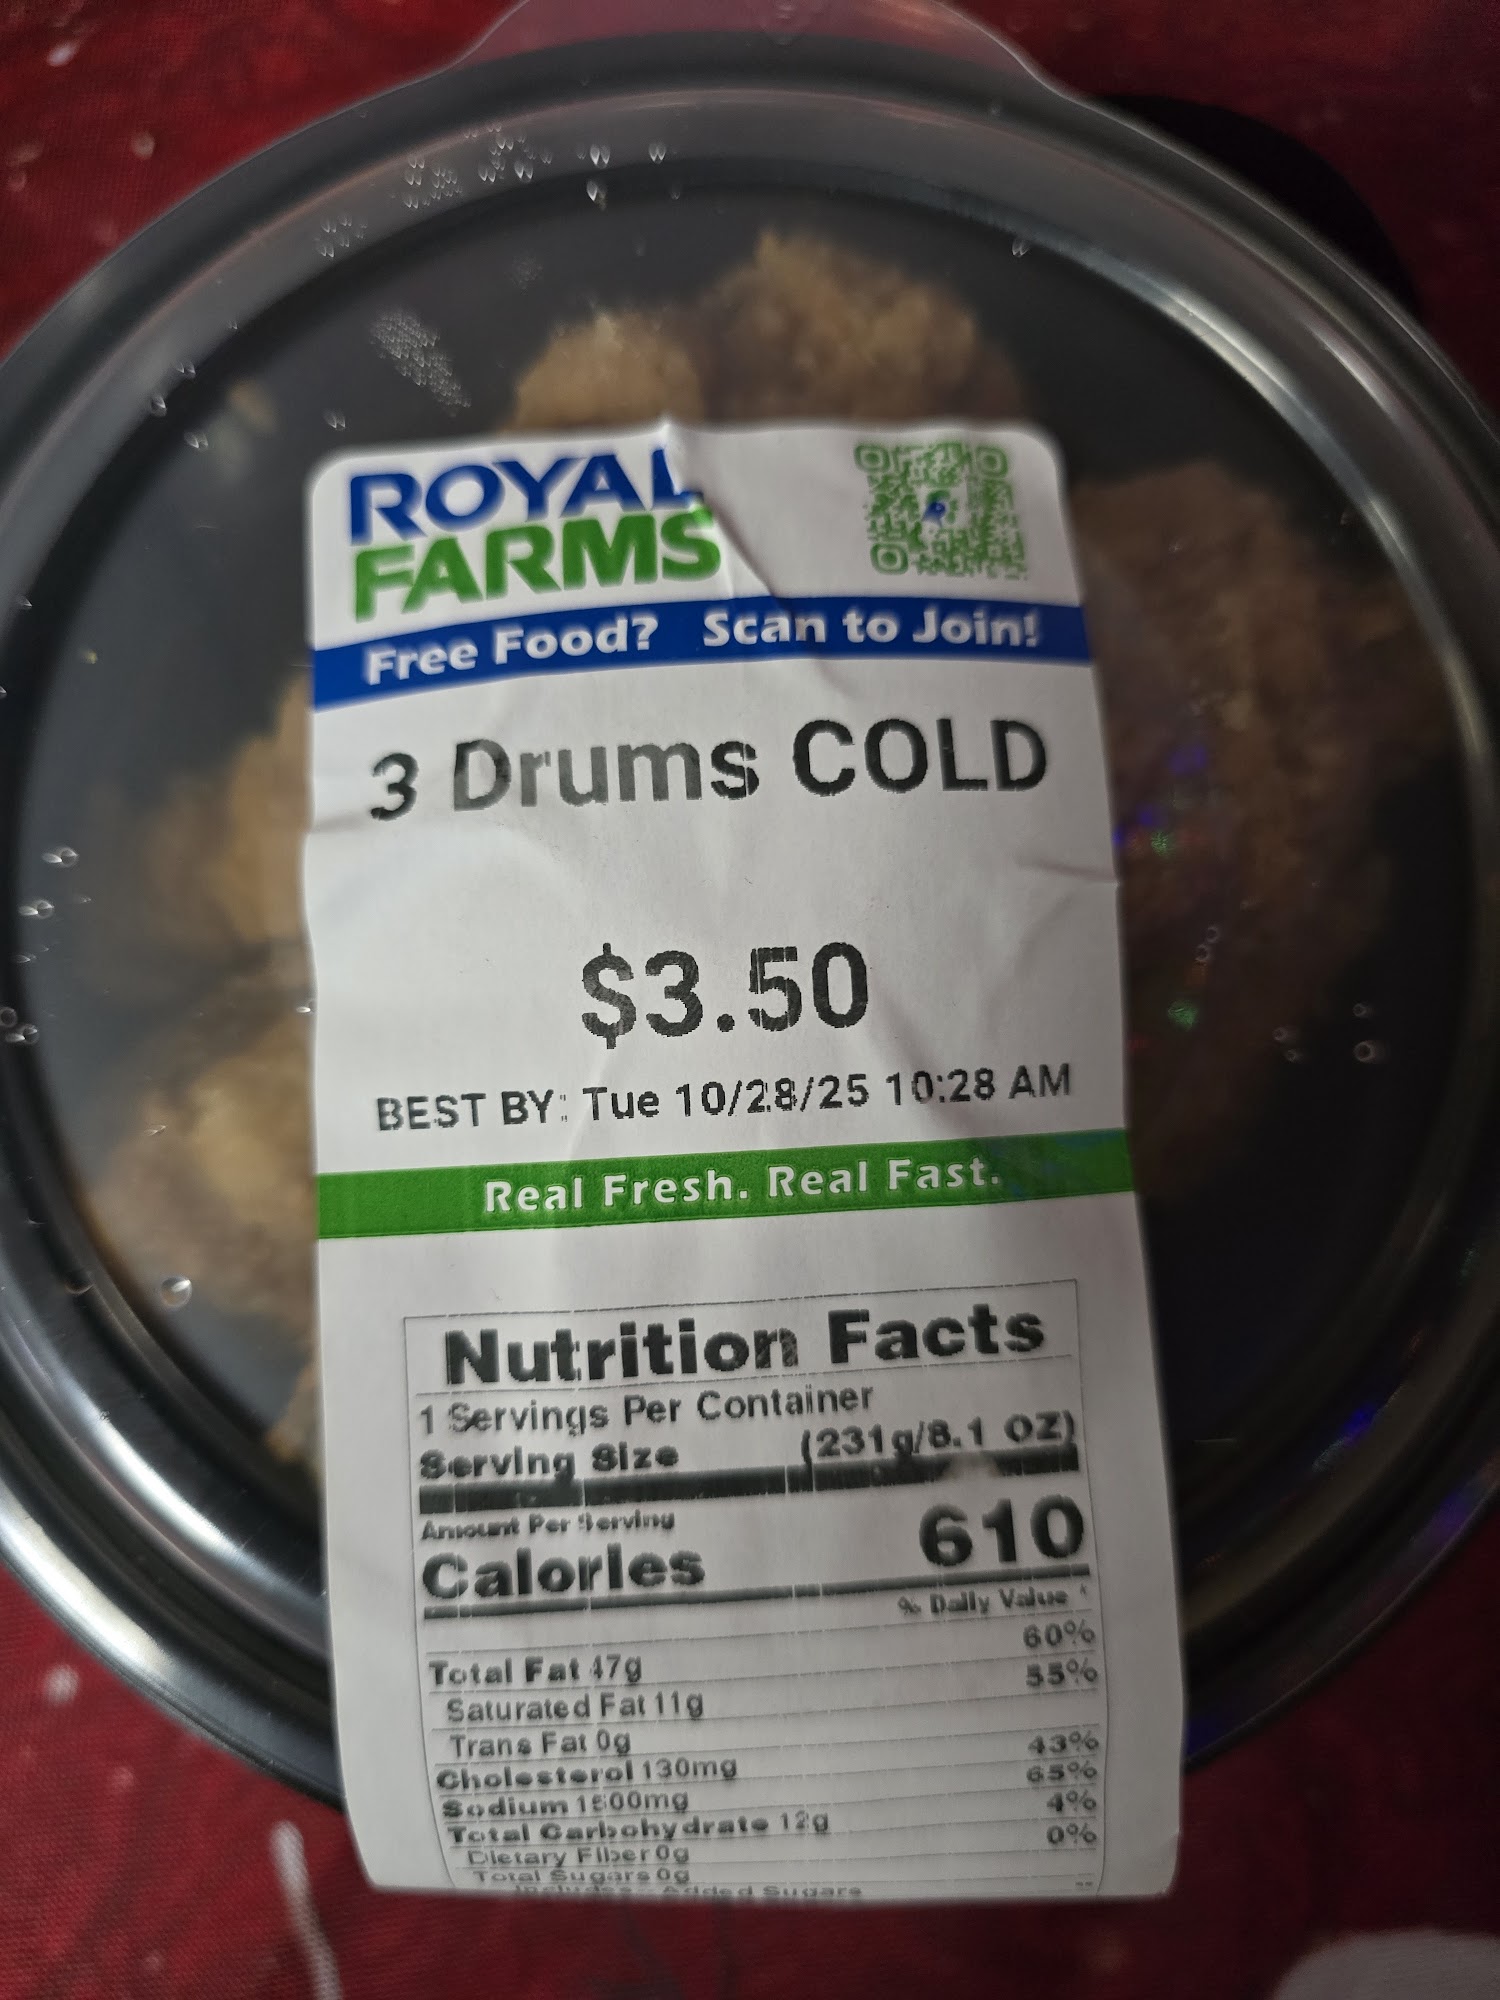 ROYAL
FARMS
Free Food? Scan to Join!
3 Drums COLD
$3.50
BEST BY: Tue 10/28/25 10:28 AM
Real Fresh. Real Fast.
Nutrition Facts
1 Servings Per Container
Serving Size (231g/8.1 oz)
Amount Per Serving
Calories 610
% Daily Value *
Total Fat 47g 60%
Saturated Fat 11g 55%
Trans Fat 0g
Cholesterol 130mg 43%
Sodium 1500mg 65%
Total Carbohydrate 12g 4%
Dietary Fiber 0g 0%
Total Sugars 0g
Includes -- Added Sugars --